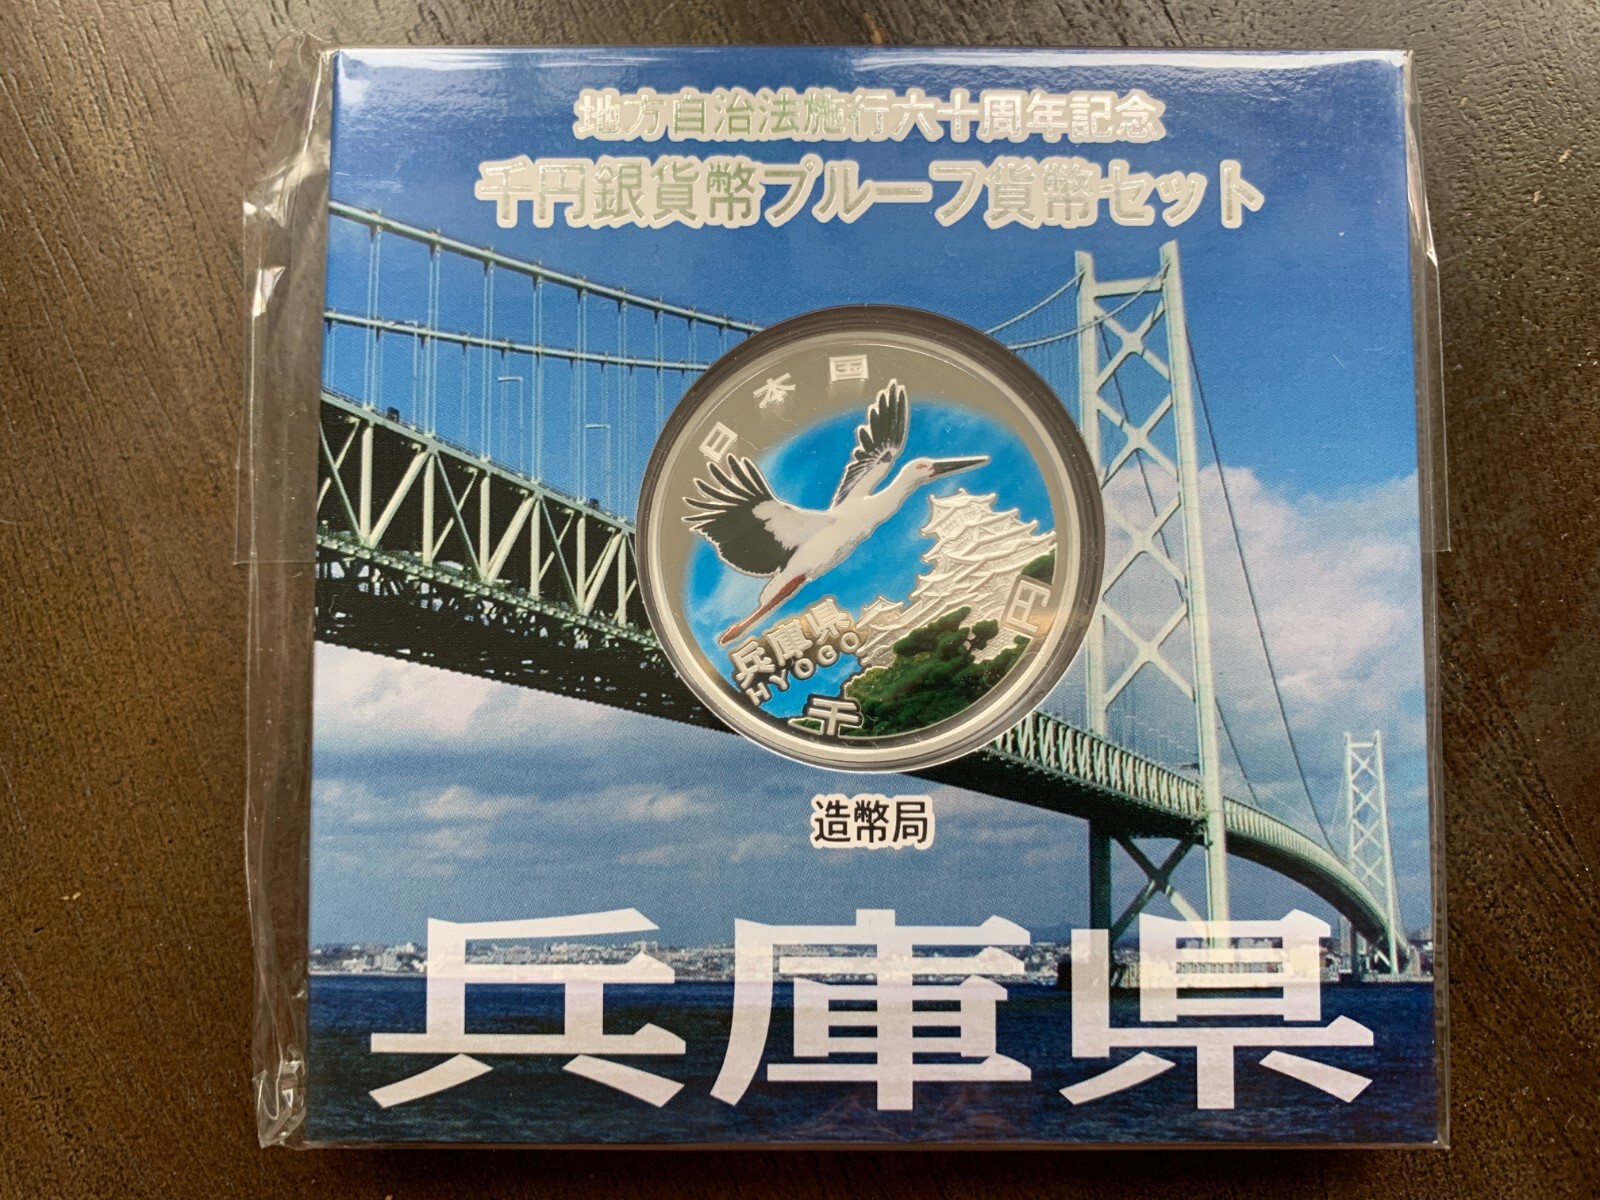 地方自治法施行六十周年記念
千円銀貨幣プルーフ貨幣セット
日本国
兵庫県
HYOGO
千円
造幣局
兵庫県